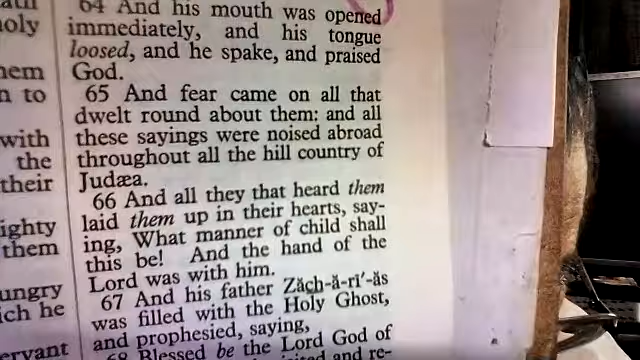 holy
hem
n to
with
the
their
ighty
them
ungry
ich he
ervant
64 And his mouth was opened
immediately, and his tongue
loosed, and he spake, and praised
God.
65 And fear came on all that
dwelt round about them: and all
these sayings were noised abroad
throughout all the hill country of
Judæa.
66 And all they that heard them
laid them up in their hearts, say-
ing, What manner of child shall
this be! And the hand of the
Lord was with him.
67 And his father Zăch-ă-rī′-ăs
was filled with the Holy Ghost,
and prophesied, saying,
68 Blessed be the Lord God of
and re-